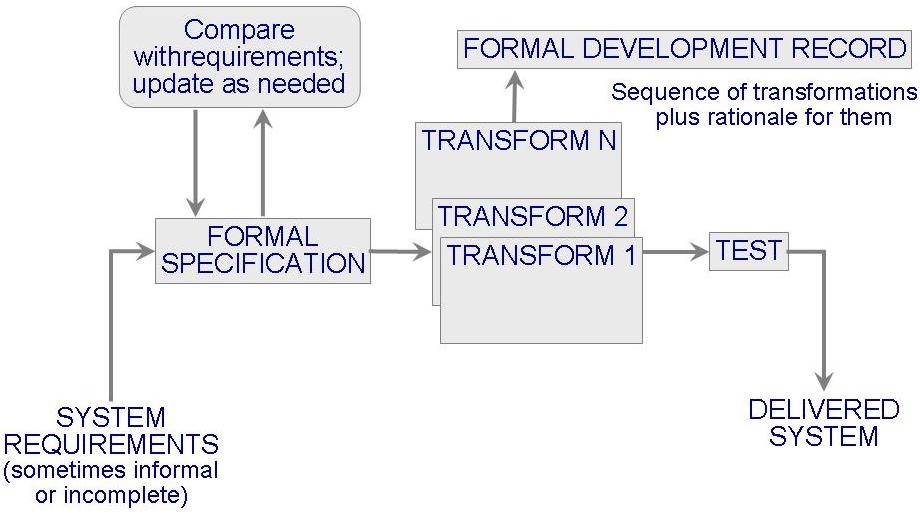 Compare
withrequirements;
update as needed
FORMAL DEVELOPMENT RECORD
Sequence of transformations
plus rationale for them
TRANSFORM N
TRANSFORM 2
TRANSFORM 1
FORMAL
SPECIFICATION
TEST
SYSTEM
REQUIREMENTS
(sometimes informal
or incomplete)
DELIVERED
SYSTEM